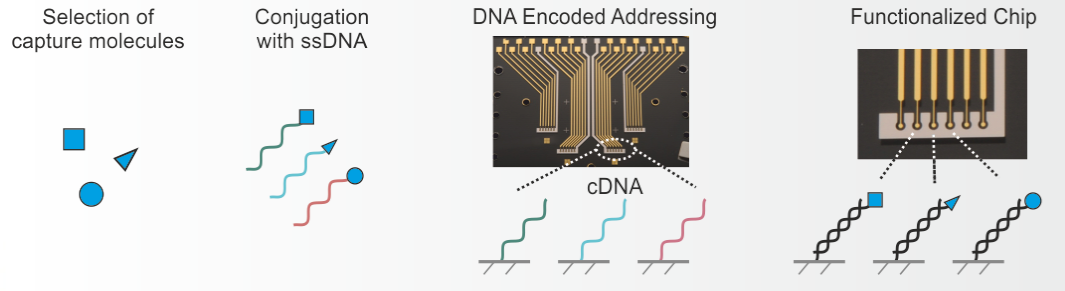 Selection of
capture molecules
Conjugation
with ssDNA
DNA Encoded Addressing
cDNA
Functionalized Chip